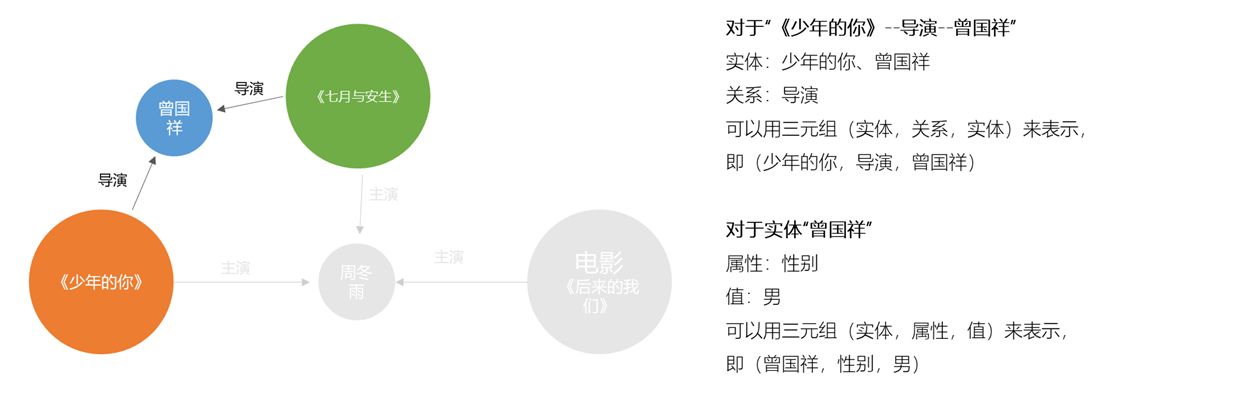 《七月与安生》
导演
曾国
祥
导演
主演
《少年的你》
主演
周冬
雨
主演
电影
《后来的我
们》
对于“《少年的你》--导演--曾国祥”
实体：少年的你、曾国祥
关系：导演
可以用三元组（实体，关系，实体）来表示，
即（少年的你，导演，曾国祥）
对于实体“曾国祥”
属性：性别
值：男
可以用三元组（实体，属性，值）来表示，
即（曾国祥，性别，男）